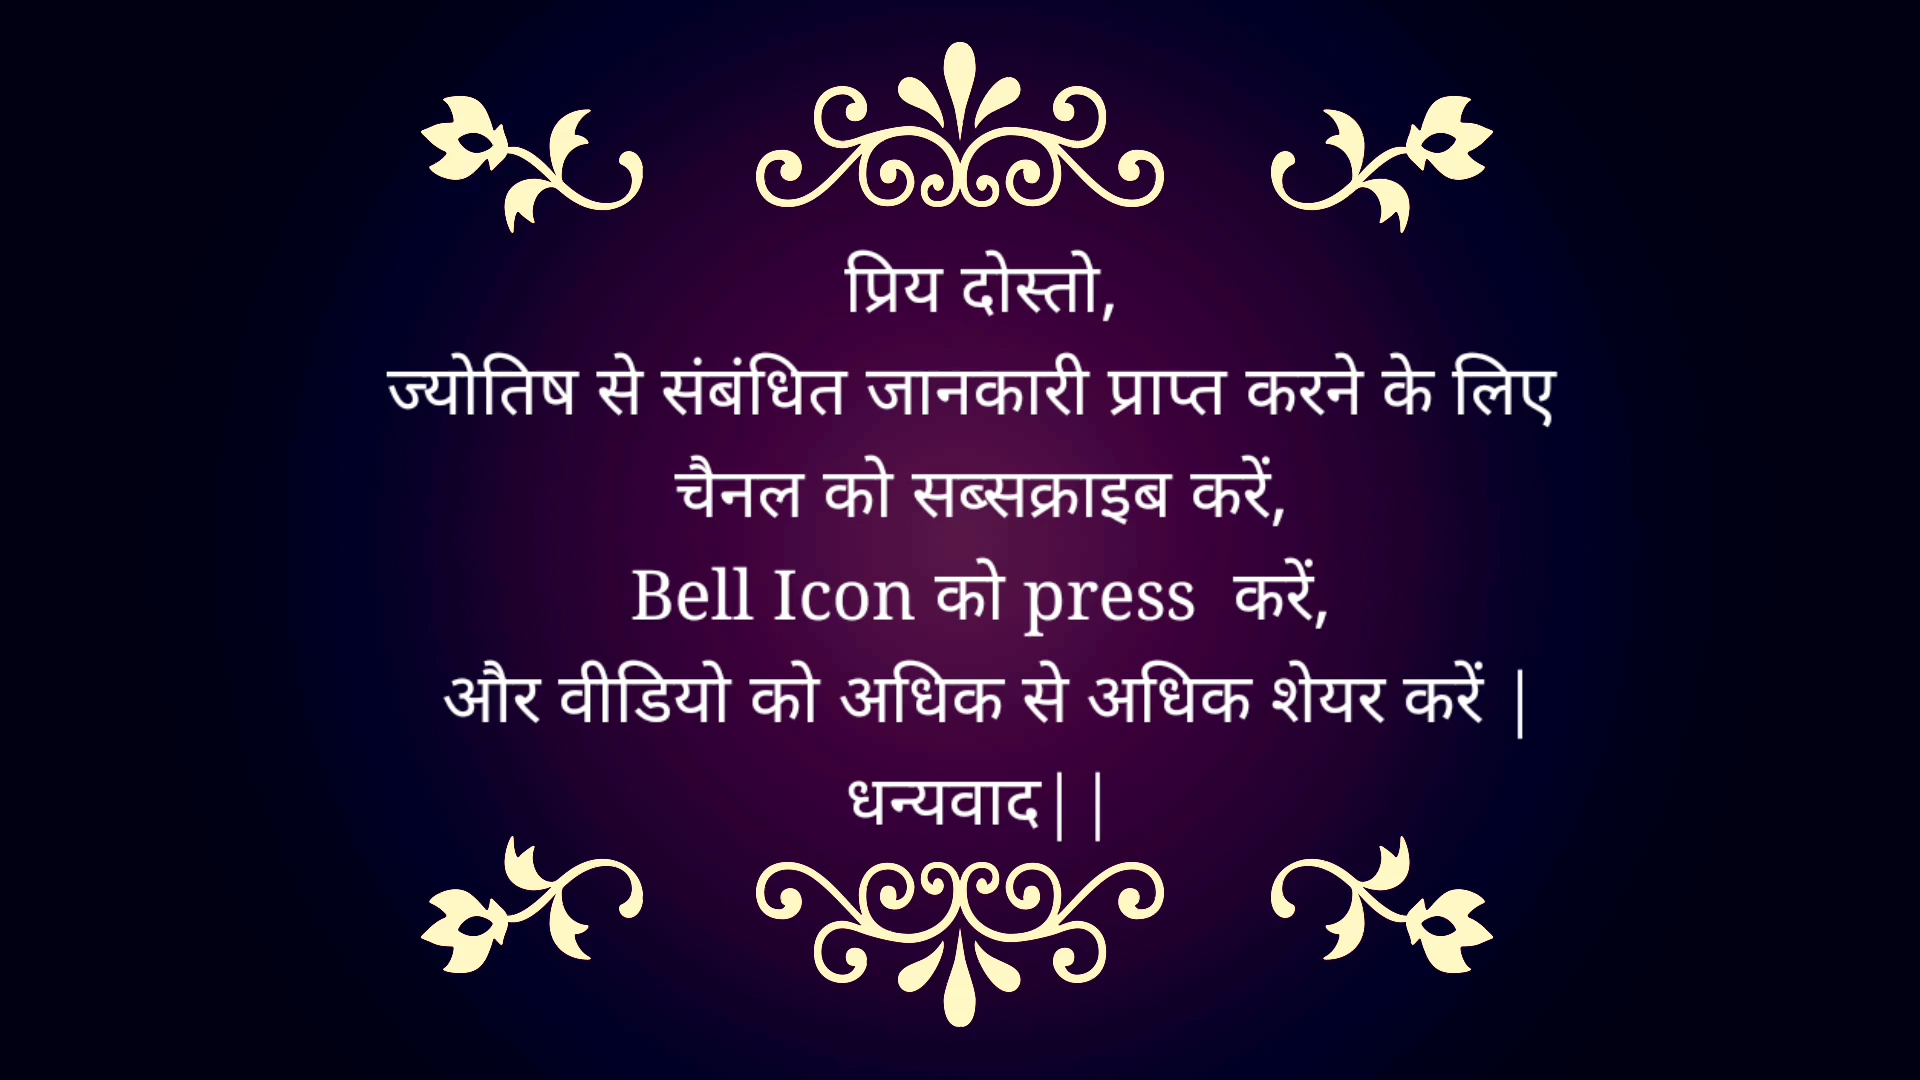 प्रिय दोस्तो,
ज्योतिष से संबंधित जानकारी प्राप्त करने के लिए
चैनल को सब्सक्राइब करें,
Bell Icon को press  करें,
और वीडियो को अधिक से अधिक शेयर करें |
धन्यवाद||